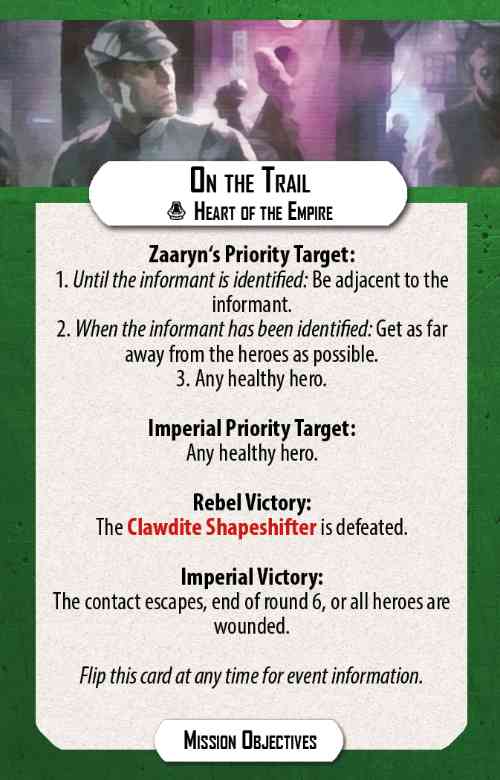 On the Trail
Heart of the Empire
Zaaryn‘s Priority Target:
1. Until the informant is identified: Be adjacent to the
informant.
2. When the informant has been identified: Get as far
away from the heroes as possible.
3. Any healthy hero.
Imperial Priority Target:
Any healthy hero.
Rebel Victory:
The Clawdite Shapeshifter is defeated.
Imperial Victory:
The contact escapes, end of round 6, or all heroes are
wounded.
Flip this card at any time for event information.
Mission Objectives